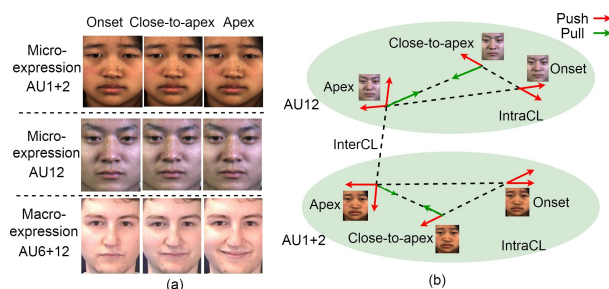 Onset Close-to-apex Apex
Micro-
expression
AU1+2
Micro-
expression
AU12
Macro-
expression
AU6+12
(a)
Push
Pull
Close-to-apex
Onset
Apex
AU12
IntraCL
InterCL
Apex
Onset
Close-to-apex
AU1+2
IntraCL
(b)